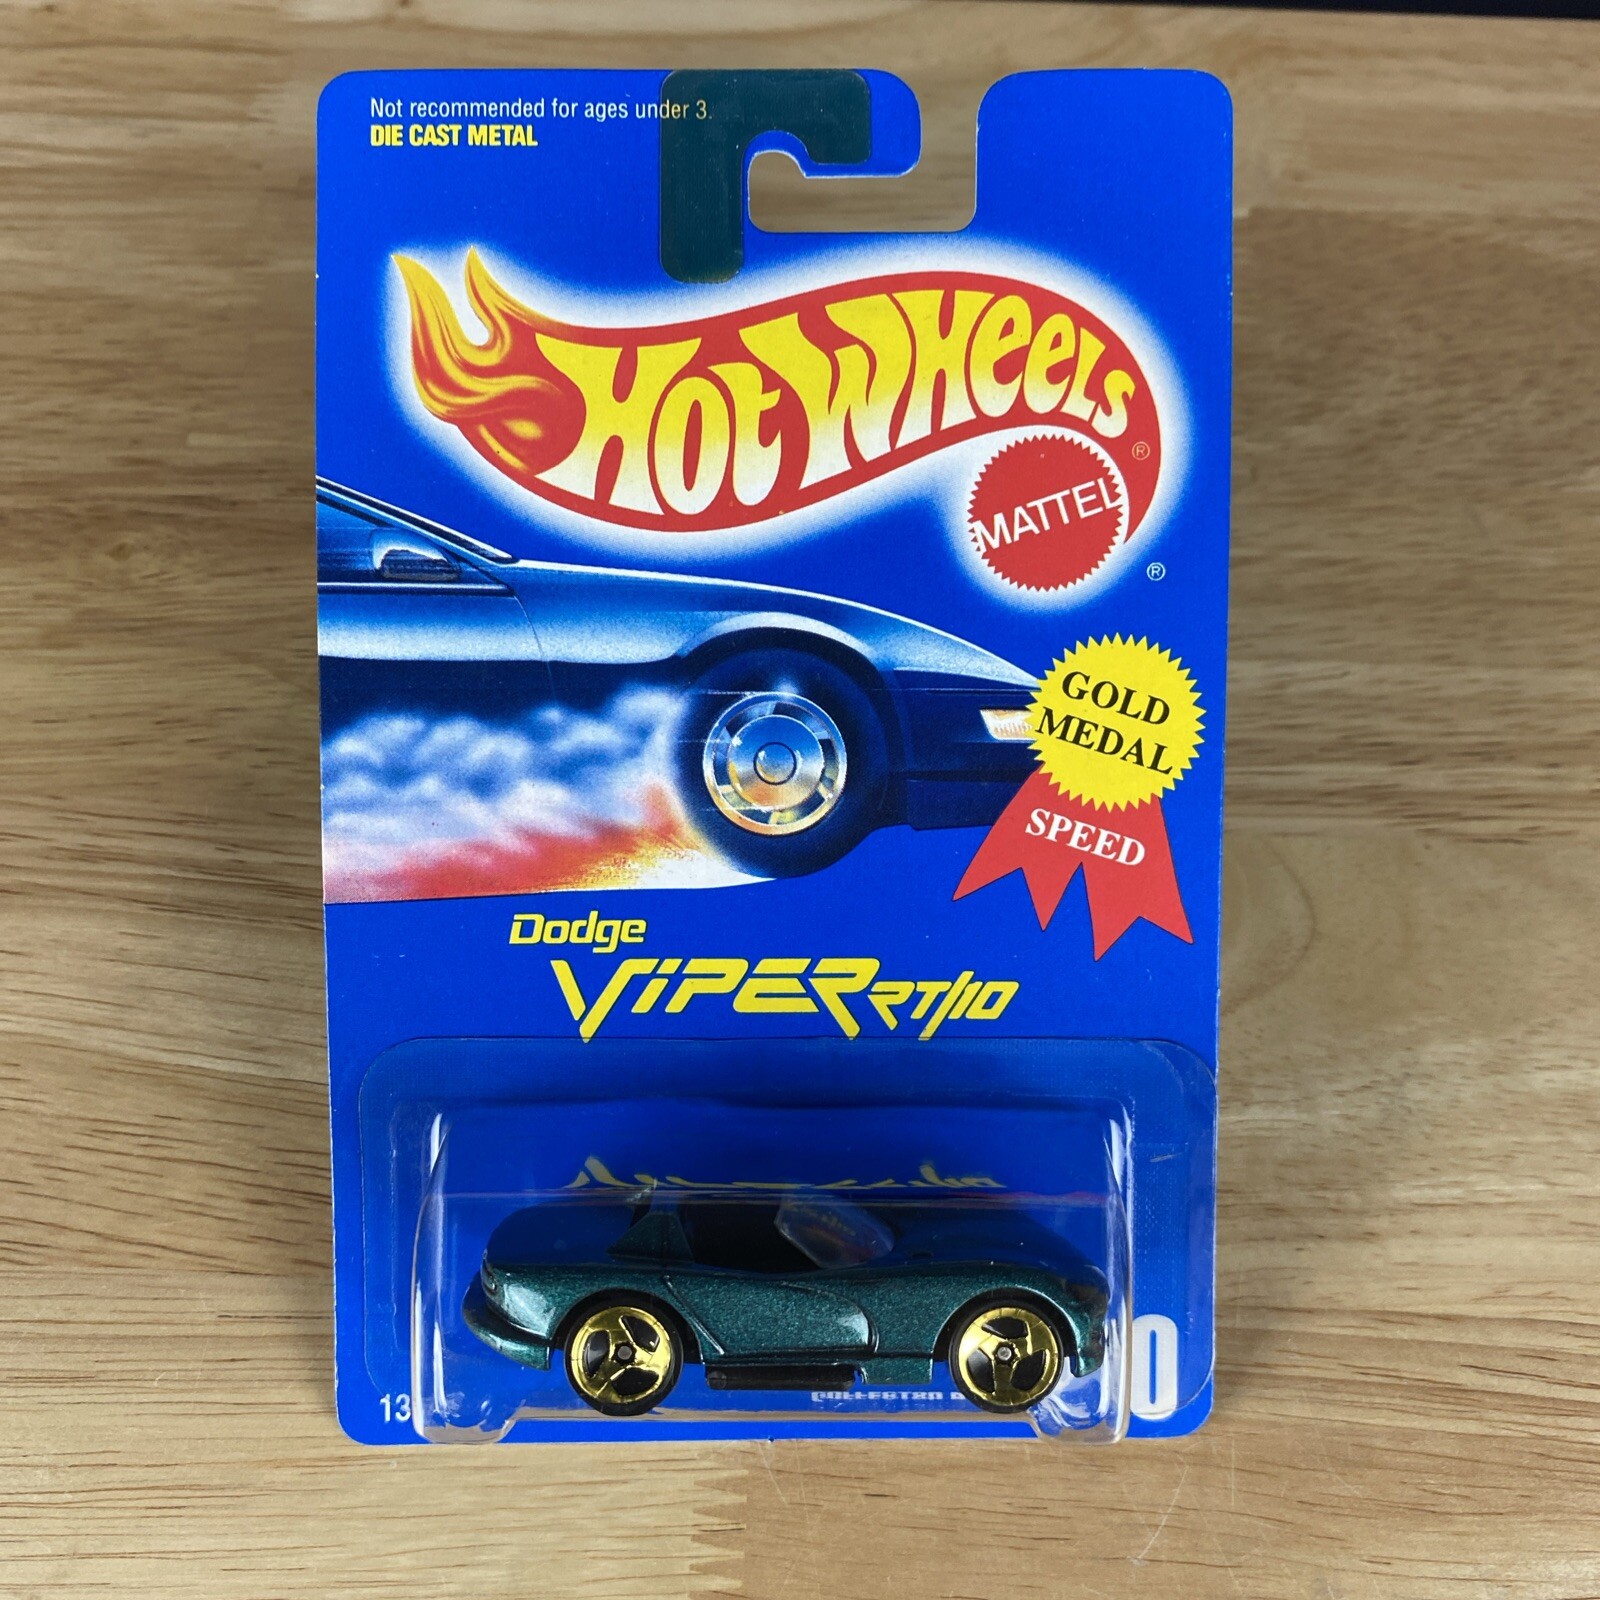 Not recommended for ages under 3.
DIE CAST METAL
HOT WHEELS ®
MATTEL
®
GOLD
MEDAL
SPEED
Dodge
VIPER RT/10
13
0